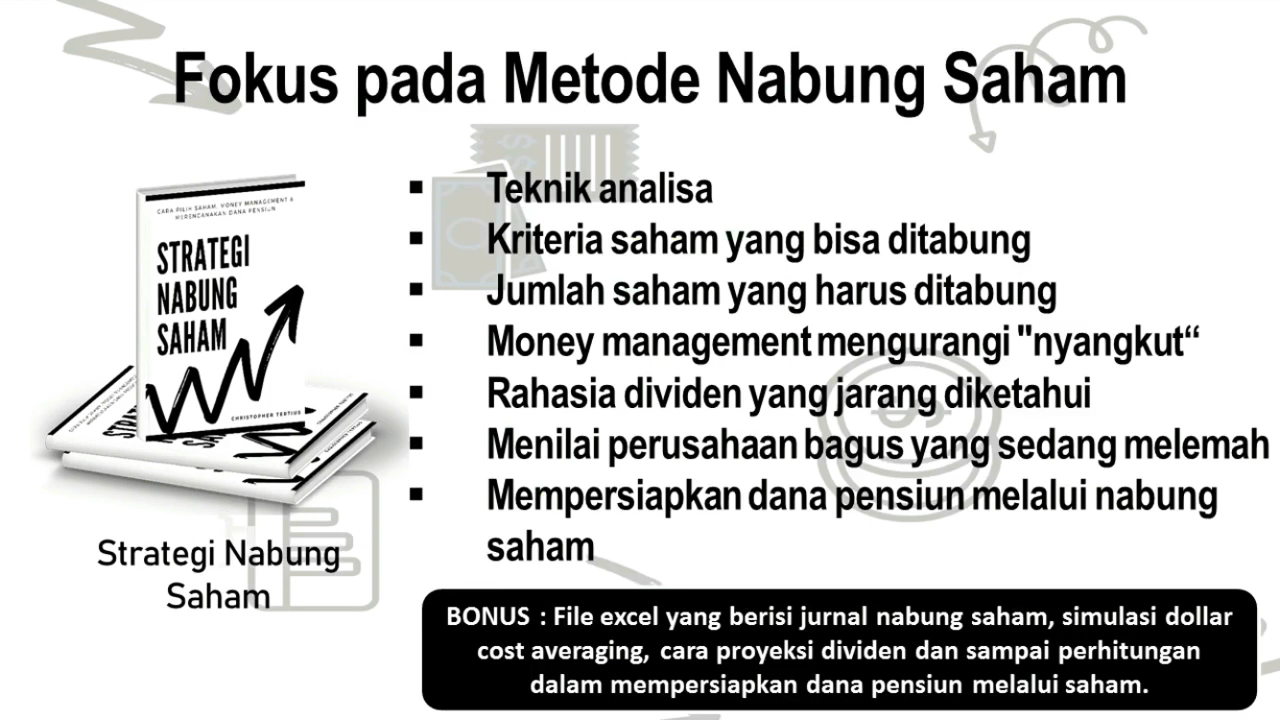 Fokus pada Metode Nabung Saham
CARA PILIH SAHAM, MONEY MANAGEMENT &
MERENCANAKAN DANA PENSIUN
STRATEGI
NABUNG
SAHAM
CHRISTOPHER TERTIUS
Strategi Nabung
Saham
▪ Teknik analisa
▪ Kriteria saham yang bisa ditabung
▪ Jumlah saham yang harus ditabung
▪ Money management mengurangi "nyangkut“
▪ Rahasia dividen yang jarang diketahui
▪ Menilai perusahaan bagus yang sedang melemah
▪ Mempersiapkan dana pensiun melalui nabung
saham
BONUS : File excel yang berisi jurnal nabung saham, simulasi dollar
cost averaging, cara proyeksi dividen dan sampai perhitungan
dalam mempersiapkan dana pensiun melalui saham.